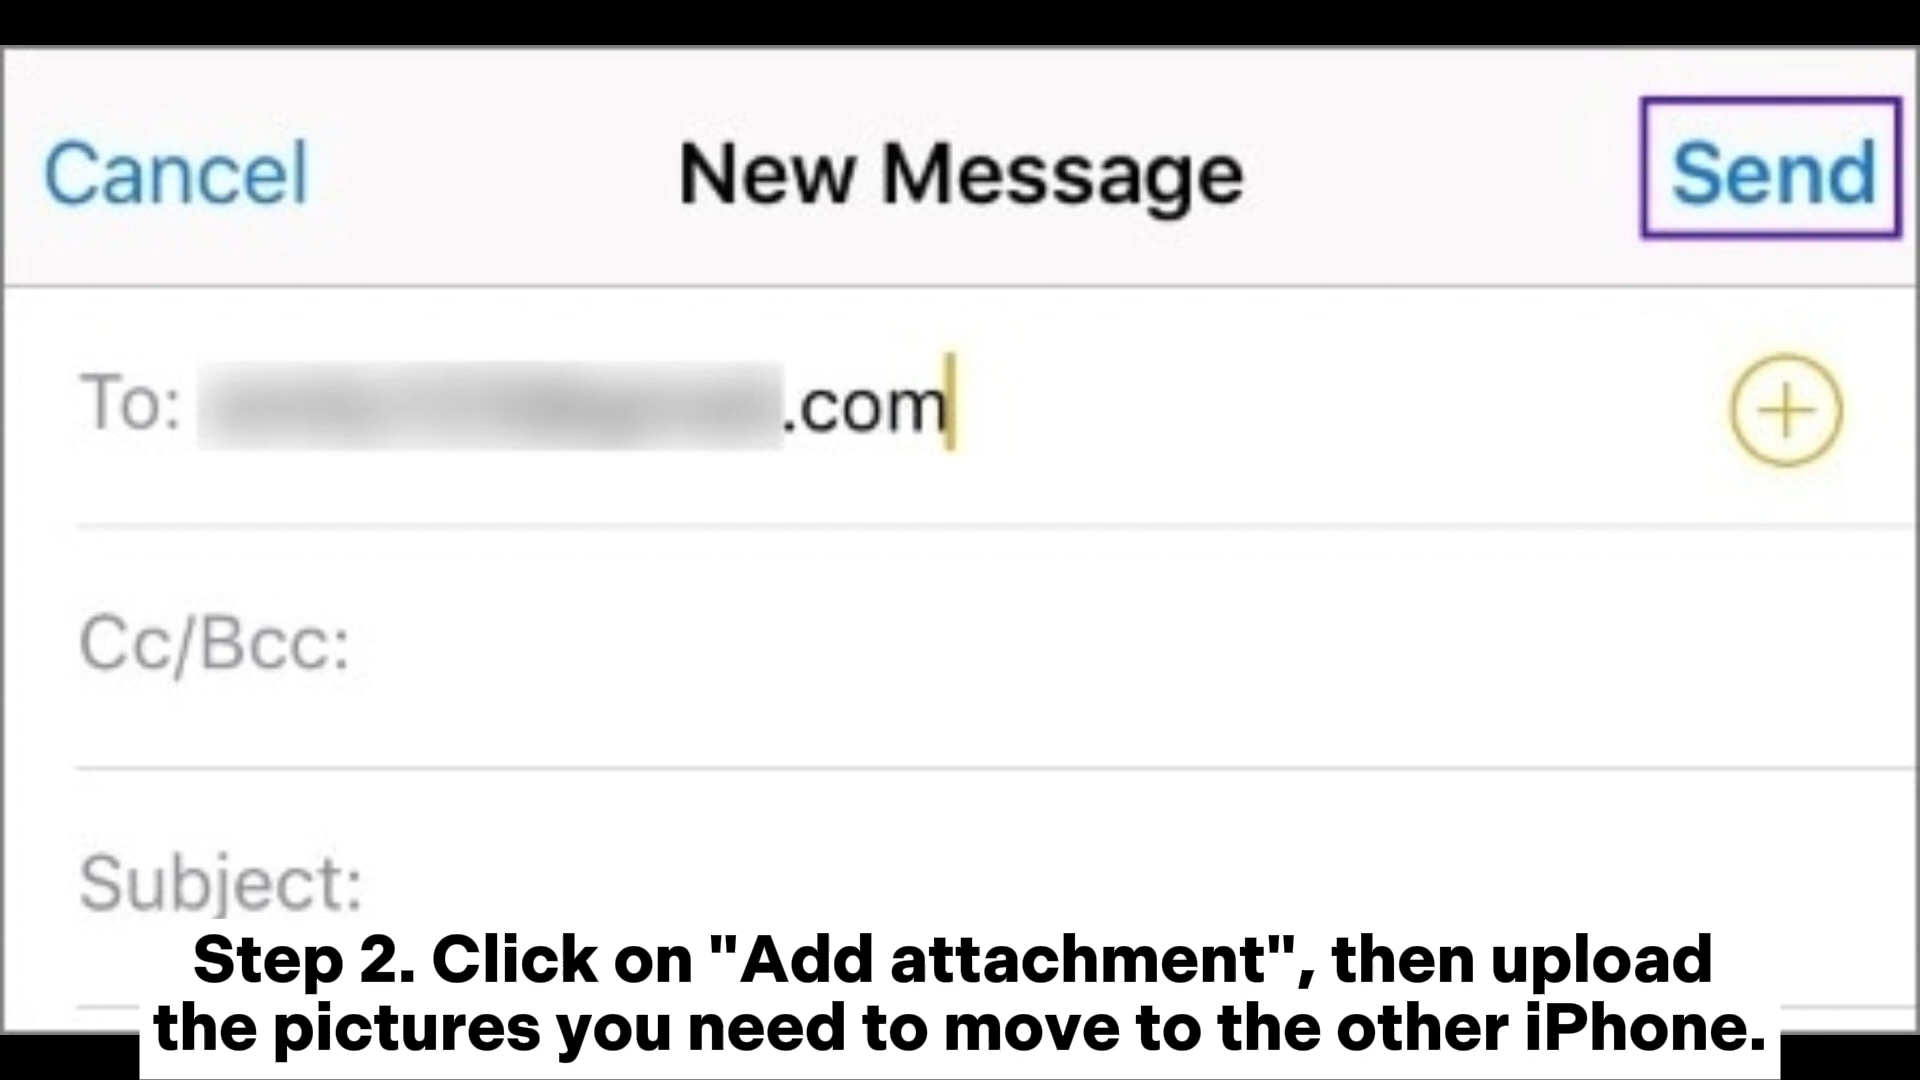 Cancel New Message Send
To: .com
Cc/Bcc:
Subject:
Step 2. Click on "Add attachment", then upload
the pictures you need to move to the other iPhone.